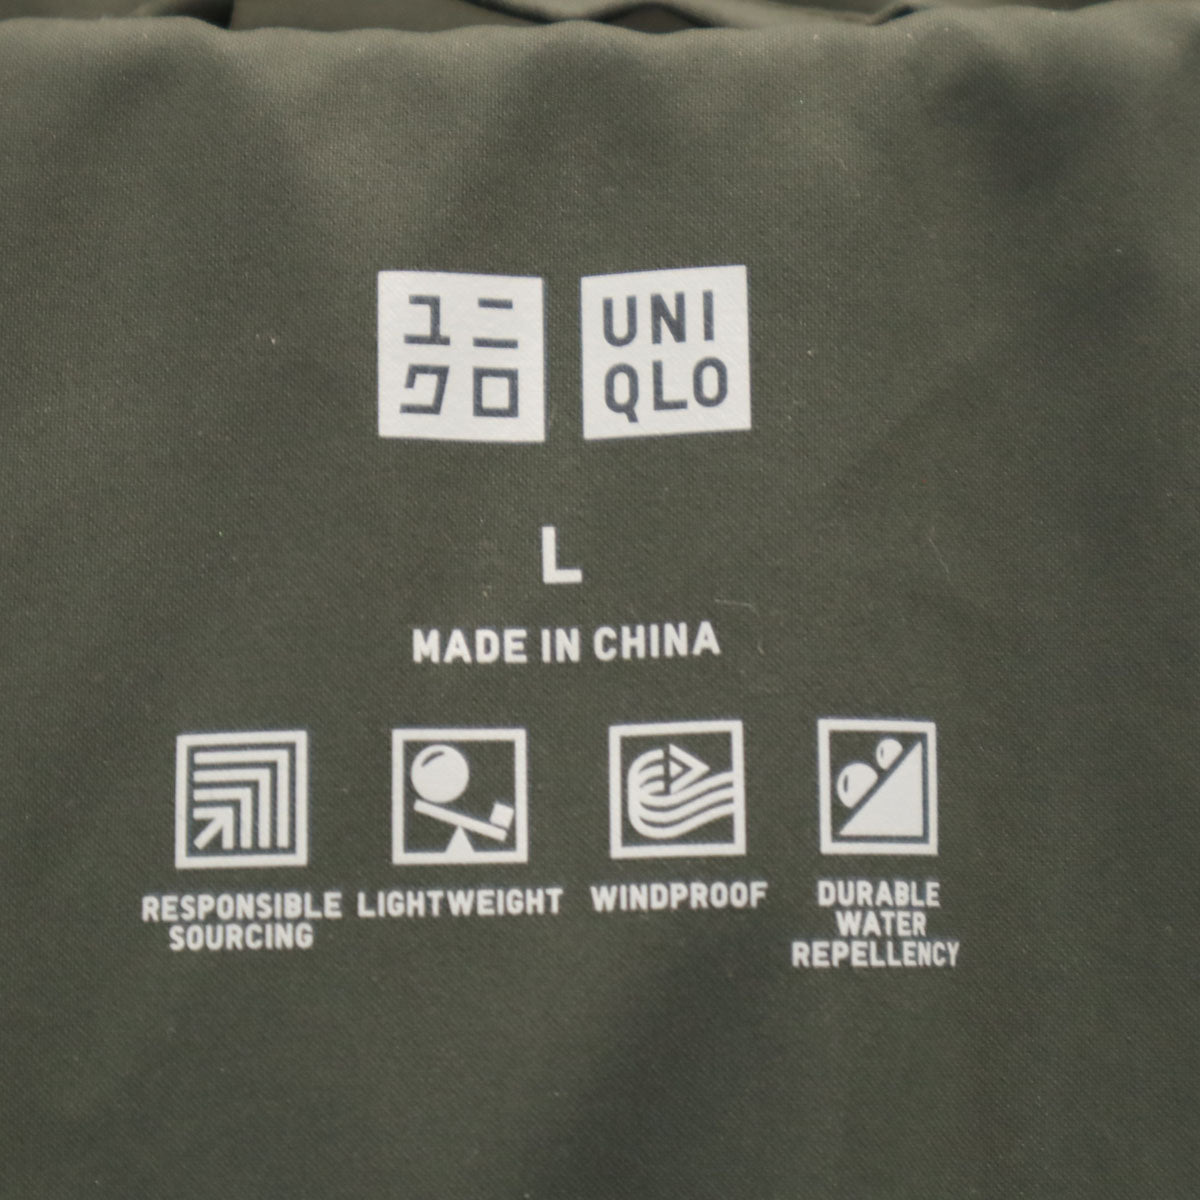 ユニ
クロ
UNI
QLO
L
MADE IN CHINA
RESPONSIBLE
SOURCING
LIGHTWEIGHT
WINDPROOF
DURABLE
WATER
REPELLENCY